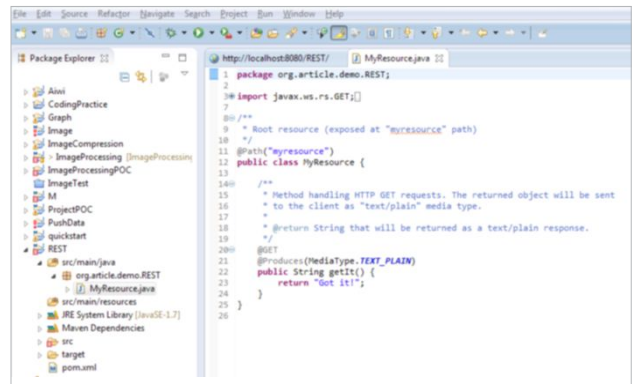 File Edit Source Refactor Navigate Search Project Run Window Help
Package Explorer
Aiwi
CodingPractice
Graph
Image
ImageCompression
> ImageProcessing [ImageProcessing
ImageProcessingPOC
ImageTest
M
ProjectPOC
PushData
quickstart
REST
src/main/java
org.article.demo.REST
MyResource.java
src/main/resources
JRE System Library [JavaSE-1.7]
Maven Dependencies
src
target
pom.xml
http://localhost:8080/REST/ MyResource.java
1 package org.article.demo.REST;
2
3 import javax.ws.rs.GET;
7
8 /**
9 * Root resource (exposed at "myresource" path)
10 */
11 @Path("myresource")
12 public class MyResource {
13
14 /**
15 * Method handling HTTP GET requests. The returned object will be sent
16 * to the client as "text/plain" media type.
17 *
18 * @return String that will be returned as a text/plain response.
19 */
20 @GET
21 @Produces(MediaType.TEXT_PLAIN)
22 public String getIt() {
23 return "Got it!";
24 }
25 }
26